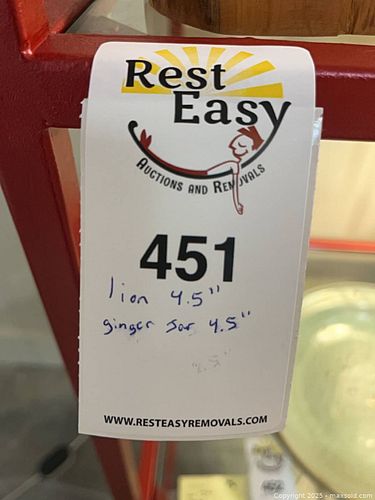 Rest
Easy
AUCTIONS AND REMOVALS
451
lion 4.5"
ginger jar 4.5"
WWW.RESTEASYREMOVALS.COM
© Copyright 2025 - maxsold.com